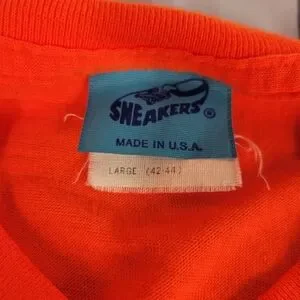 SNEAKERS ®
MADE IN U.S.A.
LARGE (42-44)